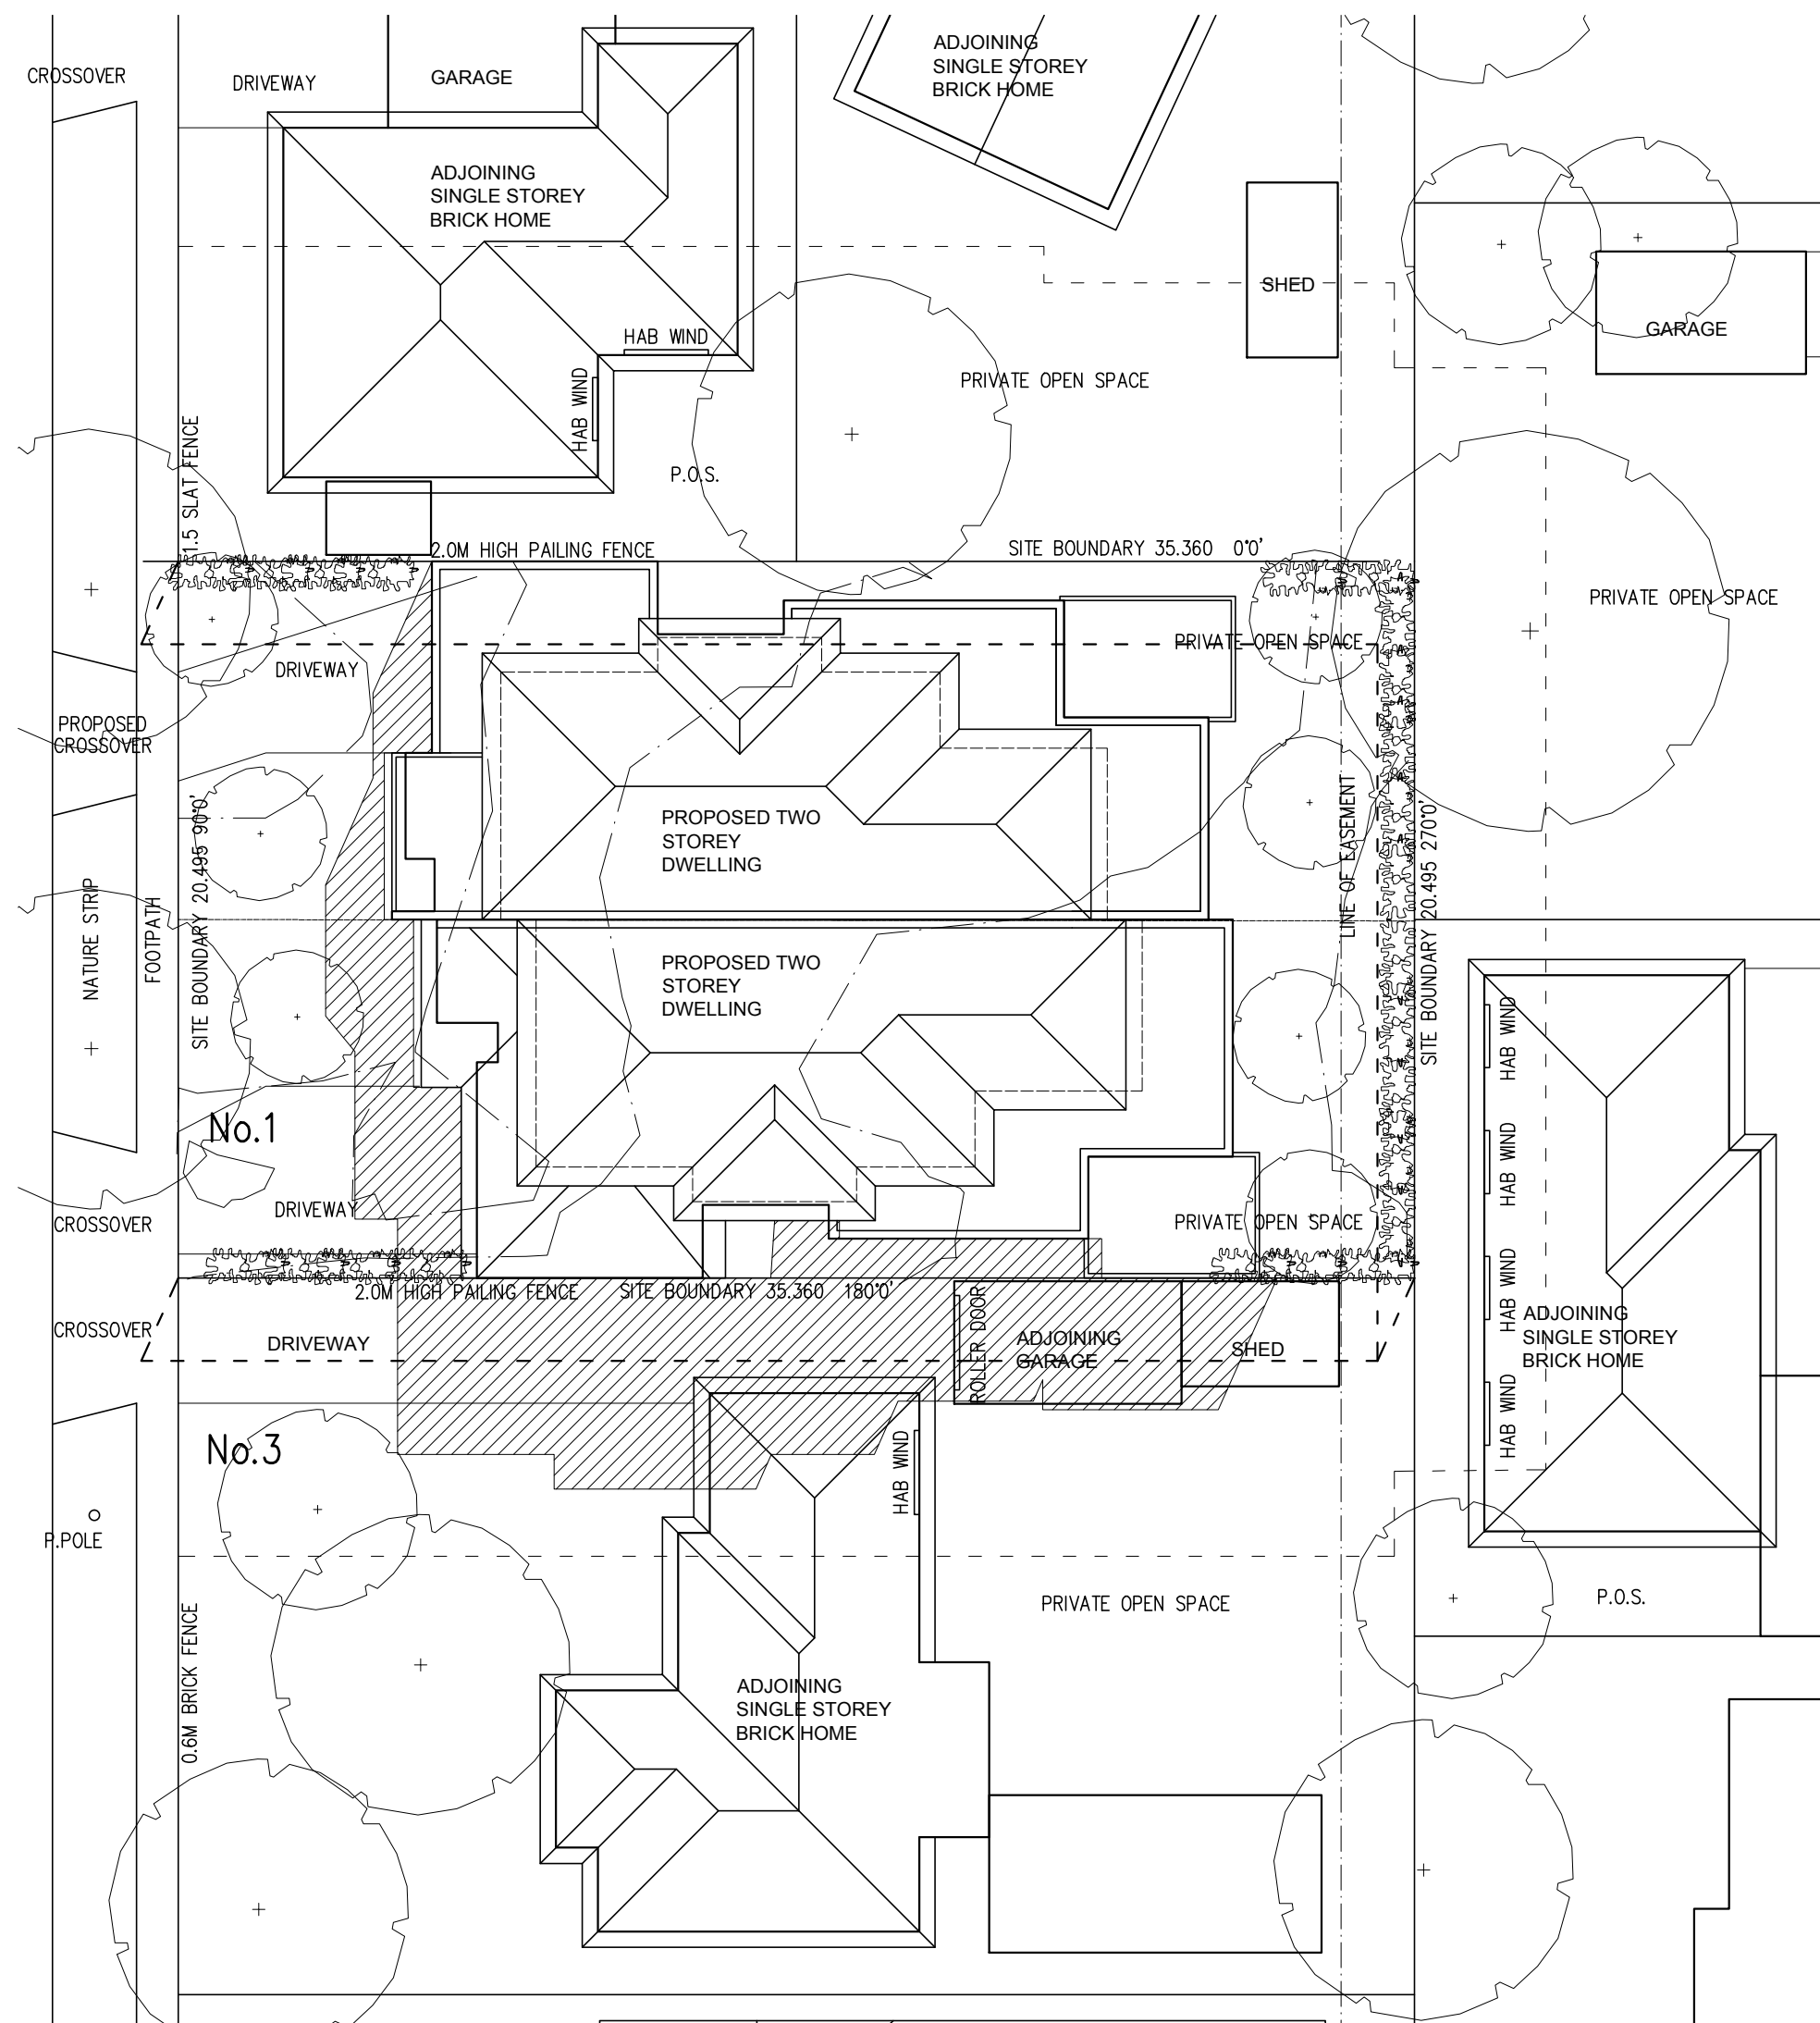 ADJOINING
SINGLE STOREY
BRICK HOME
CROSSOVER
DRIVEWAY
GARAGE
ADJOINING
SINGLE STOREY
BRICK HOME
SHED
GARAGE
HAB WIND
HAB WIND
PRIVATE OPEN SPACE
P.O.S.
1.5 SLAT FENCE
2.0M HIGH PAILING FENCE
SITE BOUNDARY 35.360 0°0'
PRIVATE OPEN SPACE
PRIVATE OPEN SPACE
DRIVEWAY
PROPOSED
CROSSOVER
PROPOSED TWO
STOREY
DWELLING
LINE OF EASEMENT
SITE BOUNDARY 20.495 90°0'
SITE BOUNDARY 20.495 270°0'
NATURE STRIP
FOOTPATH
PROPOSED TWO
STOREY
DWELLING
HAB WIND
HAB WIND
HAB WIND
HAB WIND
No.1
DRIVEWAY
CROSSOVER
PRIVATE OPEN SPACE
2.0M HIGH PAILING FENCE
SITE BOUNDARY 35.360 180°0'
CROSSOVER
DRIVEWAY
ROLLER DOOR
ADJOINING
GARAGE
SHED
ADJOINING
SINGLE STOREY
BRICK HOME
No.3
HAB WIND
P.POLE
PRIVATE OPEN SPACE
P.O.S.
0.6M BRICK FENCE
ADJOINING
SINGLE STOREY
BRICK HOME